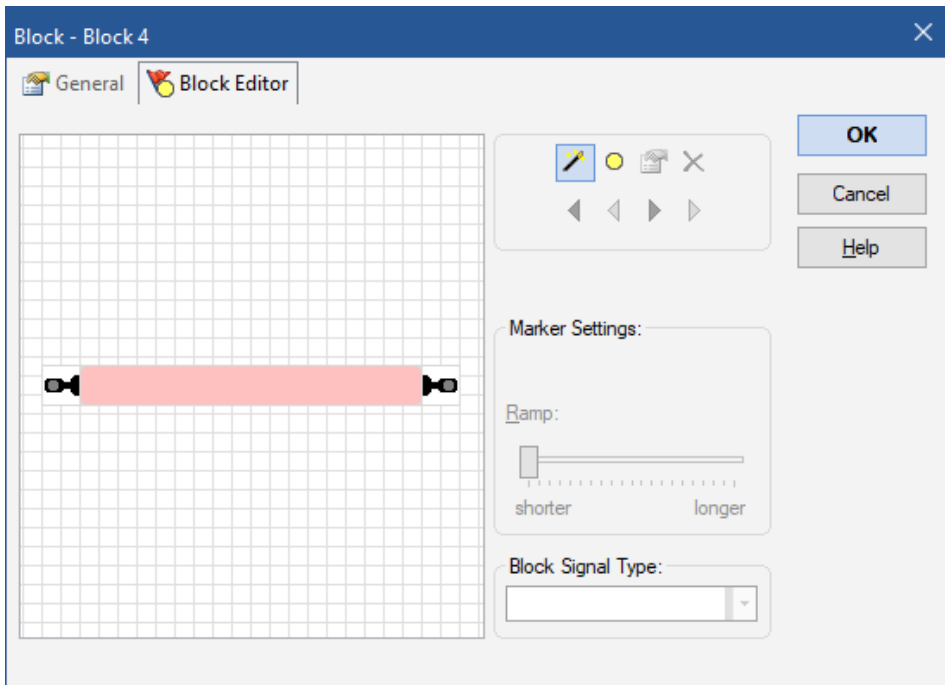 Block - Block 4
General
Block Editor
OK
Cancel
Help
Marker Settings:
Ramp:
shorter longer
Block Signal Type: